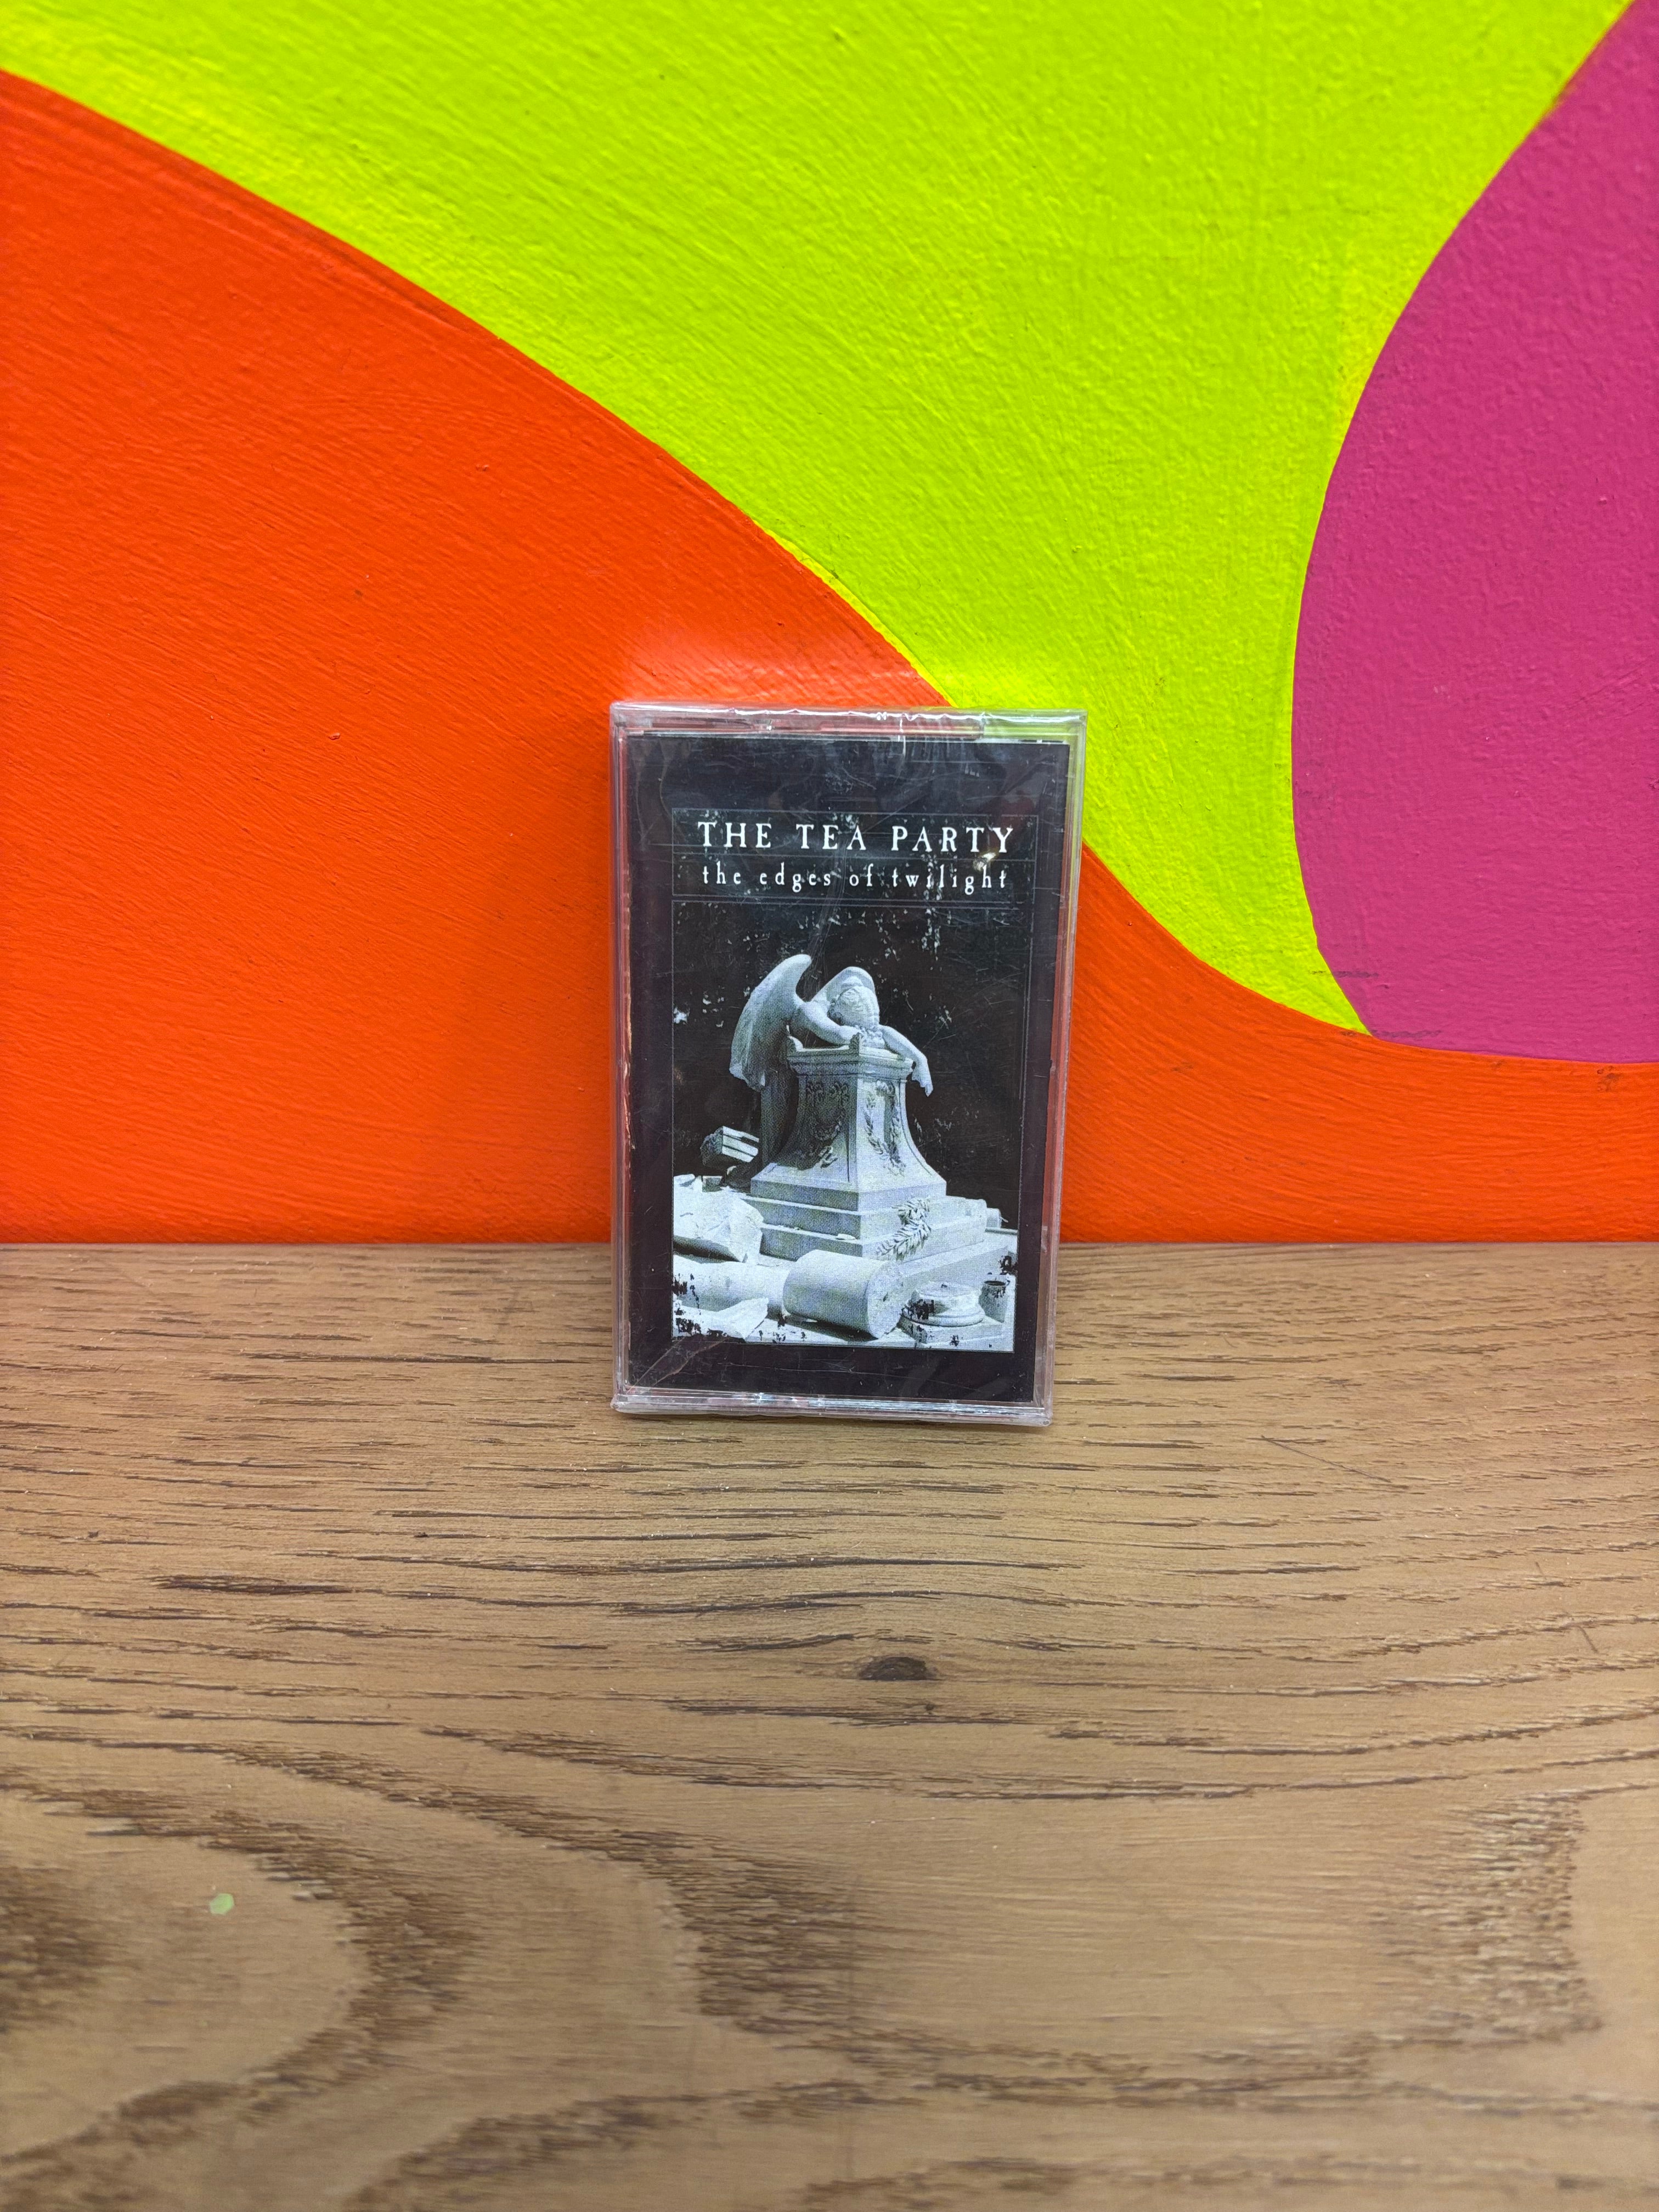 THE TEA PARTY
the edges of twilight